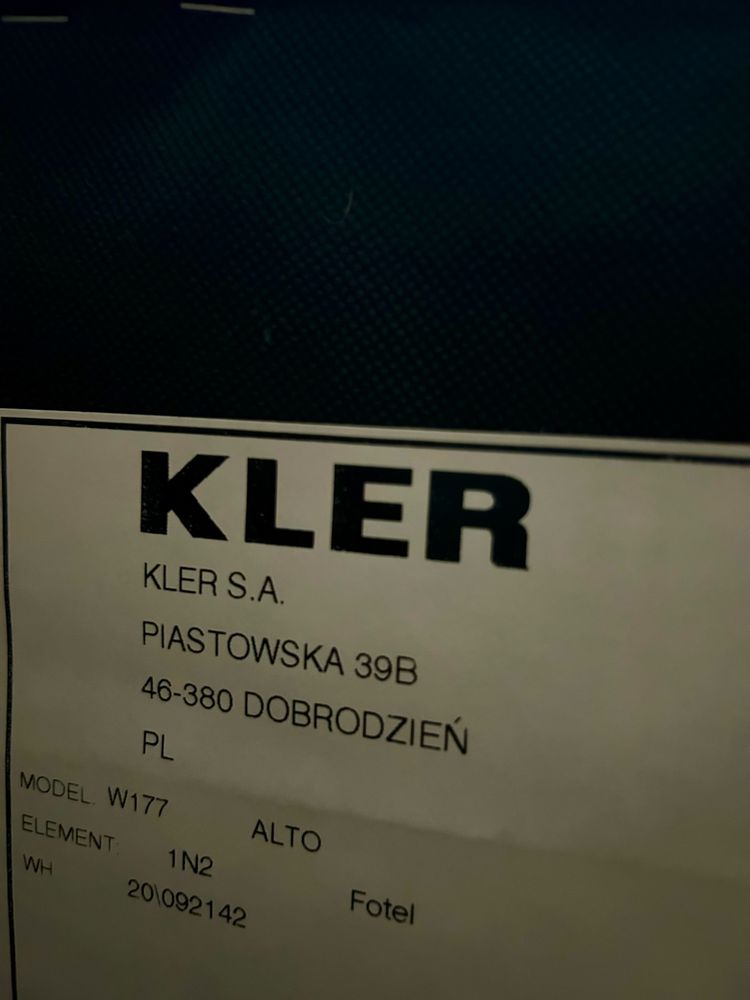 KLER
KLER S.A.
PIASTOWSKA 39B
46-380 DOBRODZIEŃ
PL
MODEL: W177 ALTO
ELEMENT: 1N2 Fotel
WH 20\092142